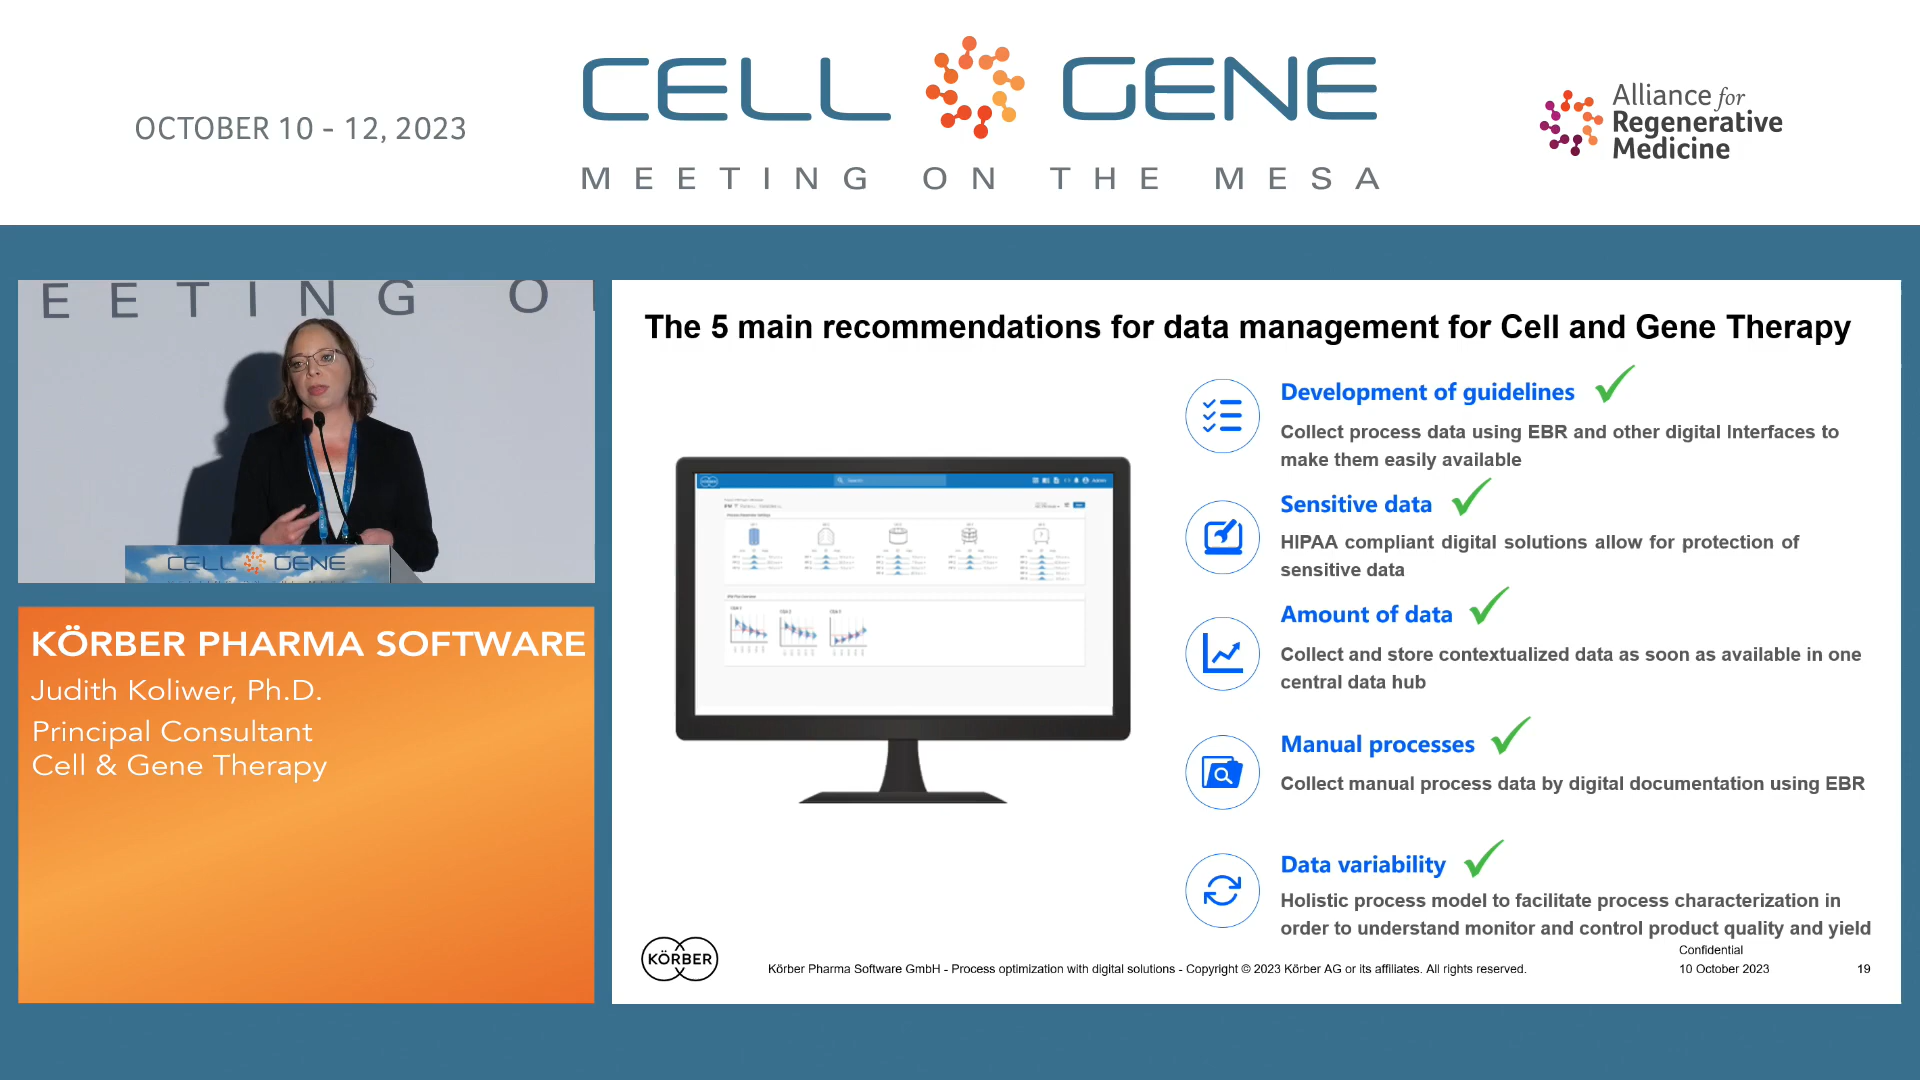 OCTOBER 10 - 12, 2023
CELL GENE
MEETING ON THE MESA
Alliance for
Regenerative
Medicine
EETING O
CELL GENE
KÖRBER PHARMA SOFTWARE
Judith Koliwer, Ph.D.
Principal Consultant
Cell & Gene Therapy
The 5 main recommendations for data management for Cell and Gene Therapy
KÖRBER
Search
Development of guidelines
Collect process data using EBR and other digital Interfaces to
make them easily available
Sensitive data
HIPAA compliant digital solutions allow for protection of
sensitive data
Amount of data
Collect and store contextualized data as soon as available in one
central data hub
Manual processes
Collect manual process data by digital documentation using EBR
Data variability
Holistic process model to facilitate process characterization in
order to understand monitor and control product quality and yield
KÖRBER
Körber Pharma Software GmbH - Process optimization with digital solutions - Copyright © 2023 Körber AG or its affiliates. All rights reserved.
Confidential
10 October 2023
19